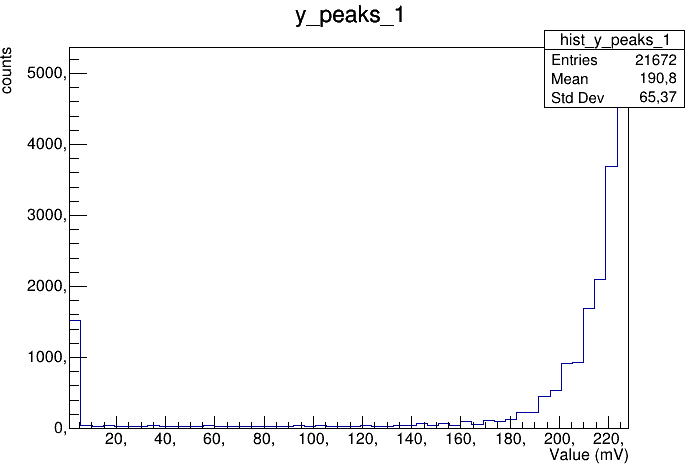 y_peaks_1
hist_y_peaks_1
Entries 21672
Mean 190,8
Std Dev 65,37
counts
5000,
4000,
3000,
2000,
1000,
0,
20, 40, 60, 80, 100, 120, 140, 160, 180, 200, 220,
Value (mV)